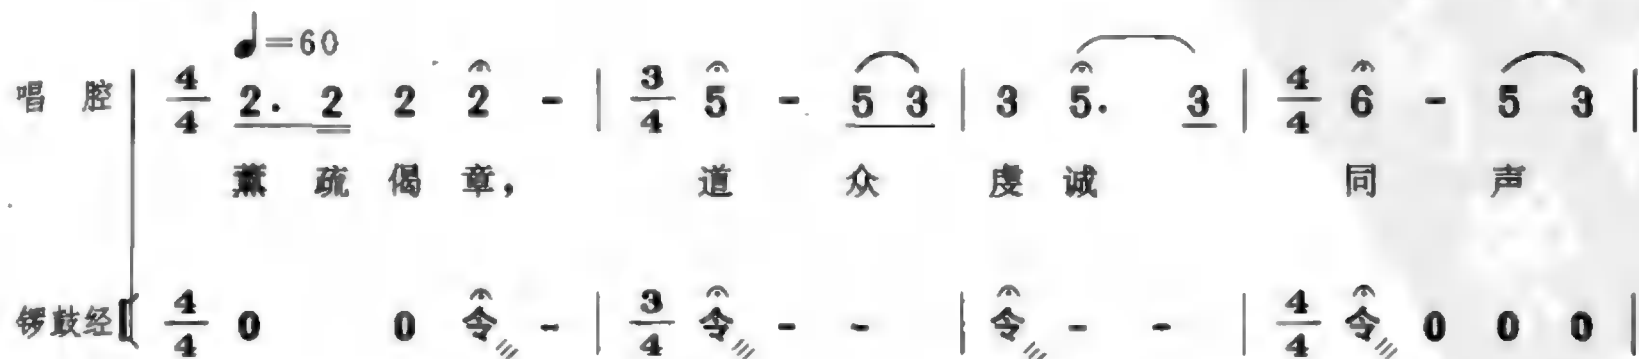 ♩=60
唱 腔 4/4 2. 2 2 2 - | 3/4 5 - 5 3 | 3 5. 3 | 4/4 6 - 5 3 |
薰 疏 偈 章， 道 众 虔 诚 同 声
锣鼓经 4/4 0 0 令 - | 3/4 令 - - | 令 - - | 4/4 令 0 0 0 |